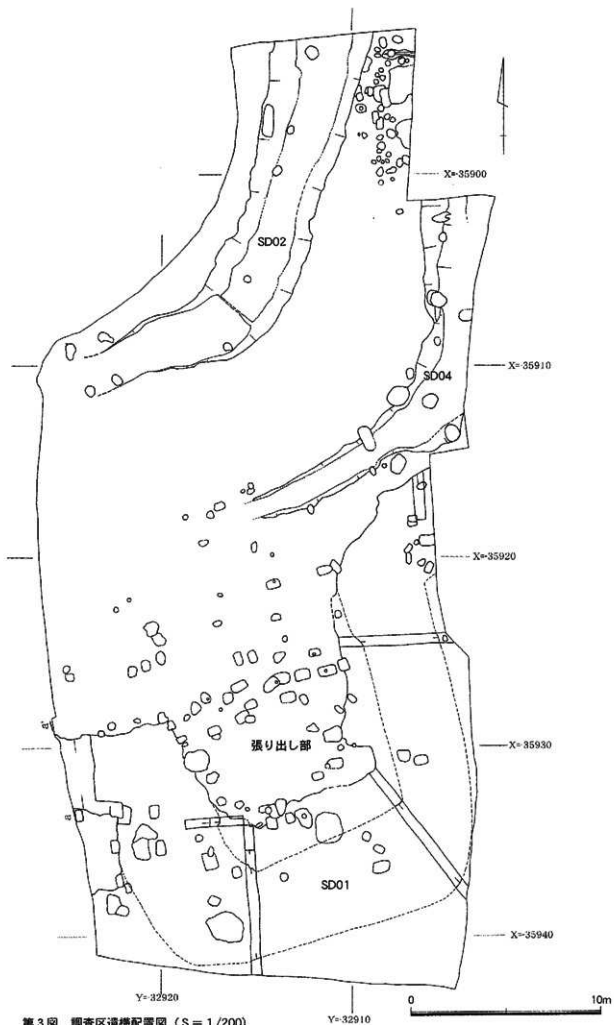 X=-35900
SD02
X=-35910
SD04
X=-35920
a'
張り出し部
X=-35930
a
SD01
X=-35940
Y=-32920
Y=-32910
0
10m
第3図 調査区遺構配置図（S＝1/200）